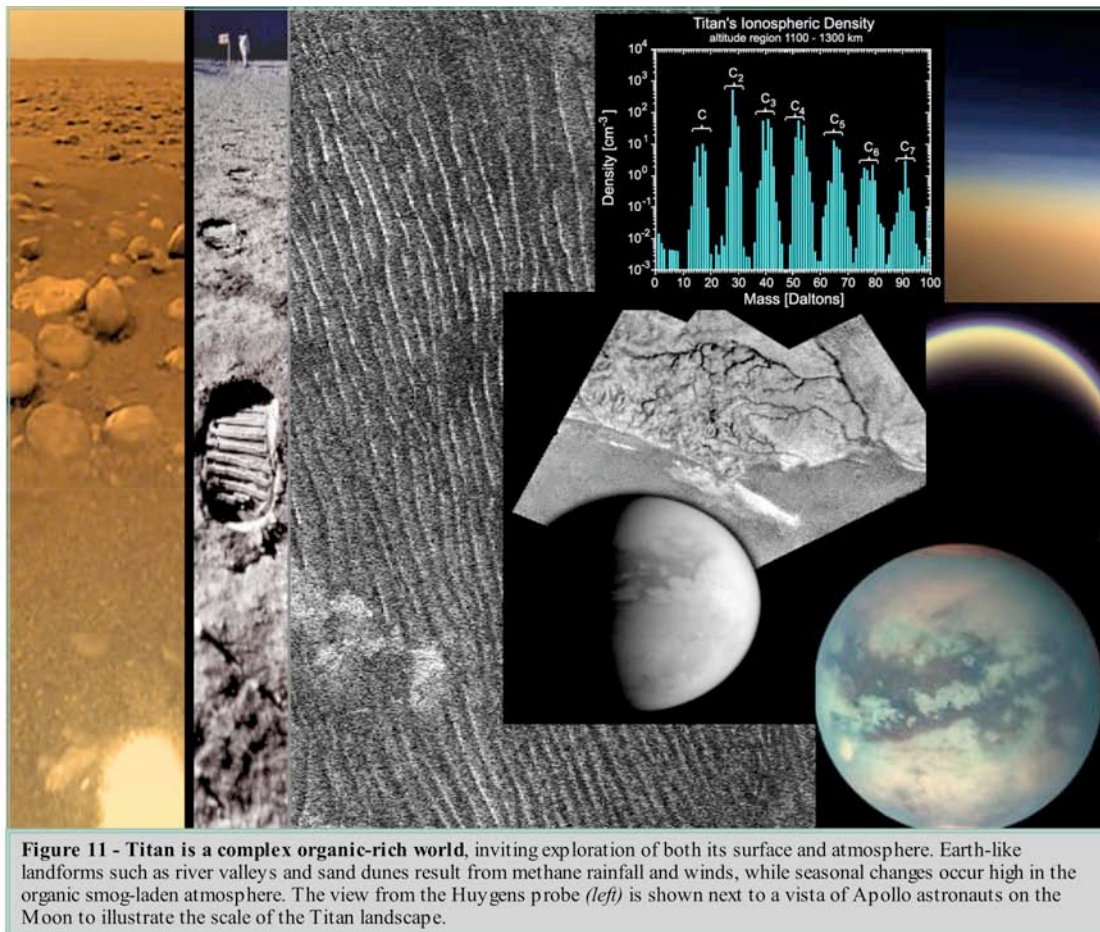 Titan's Ionospheric Density
altitude region 1100 - 1300 km
Density [cm-3]
10^4
10^3
10^2
10^1
10^0
10^-1
10^-2
10^-3
C
C2
C3
C4
C5
C6
C7
0 10 20 30 40 50 60 70 80 90 100
Mass [Daltons]
Figure 11 - Titan is a complex organic-rich world, inviting exploration of both its surface and atmosphere. Earth-like
landforms such as river valleys and sand dunes result from methane rainfall and winds, while seasonal changes occur high in the
organic smog-laden atmosphere. The view from the Huygens probe (left) is shown next to a vista of Apollo astronauts on the
Moon to illustrate the scale of the Titan landscape.